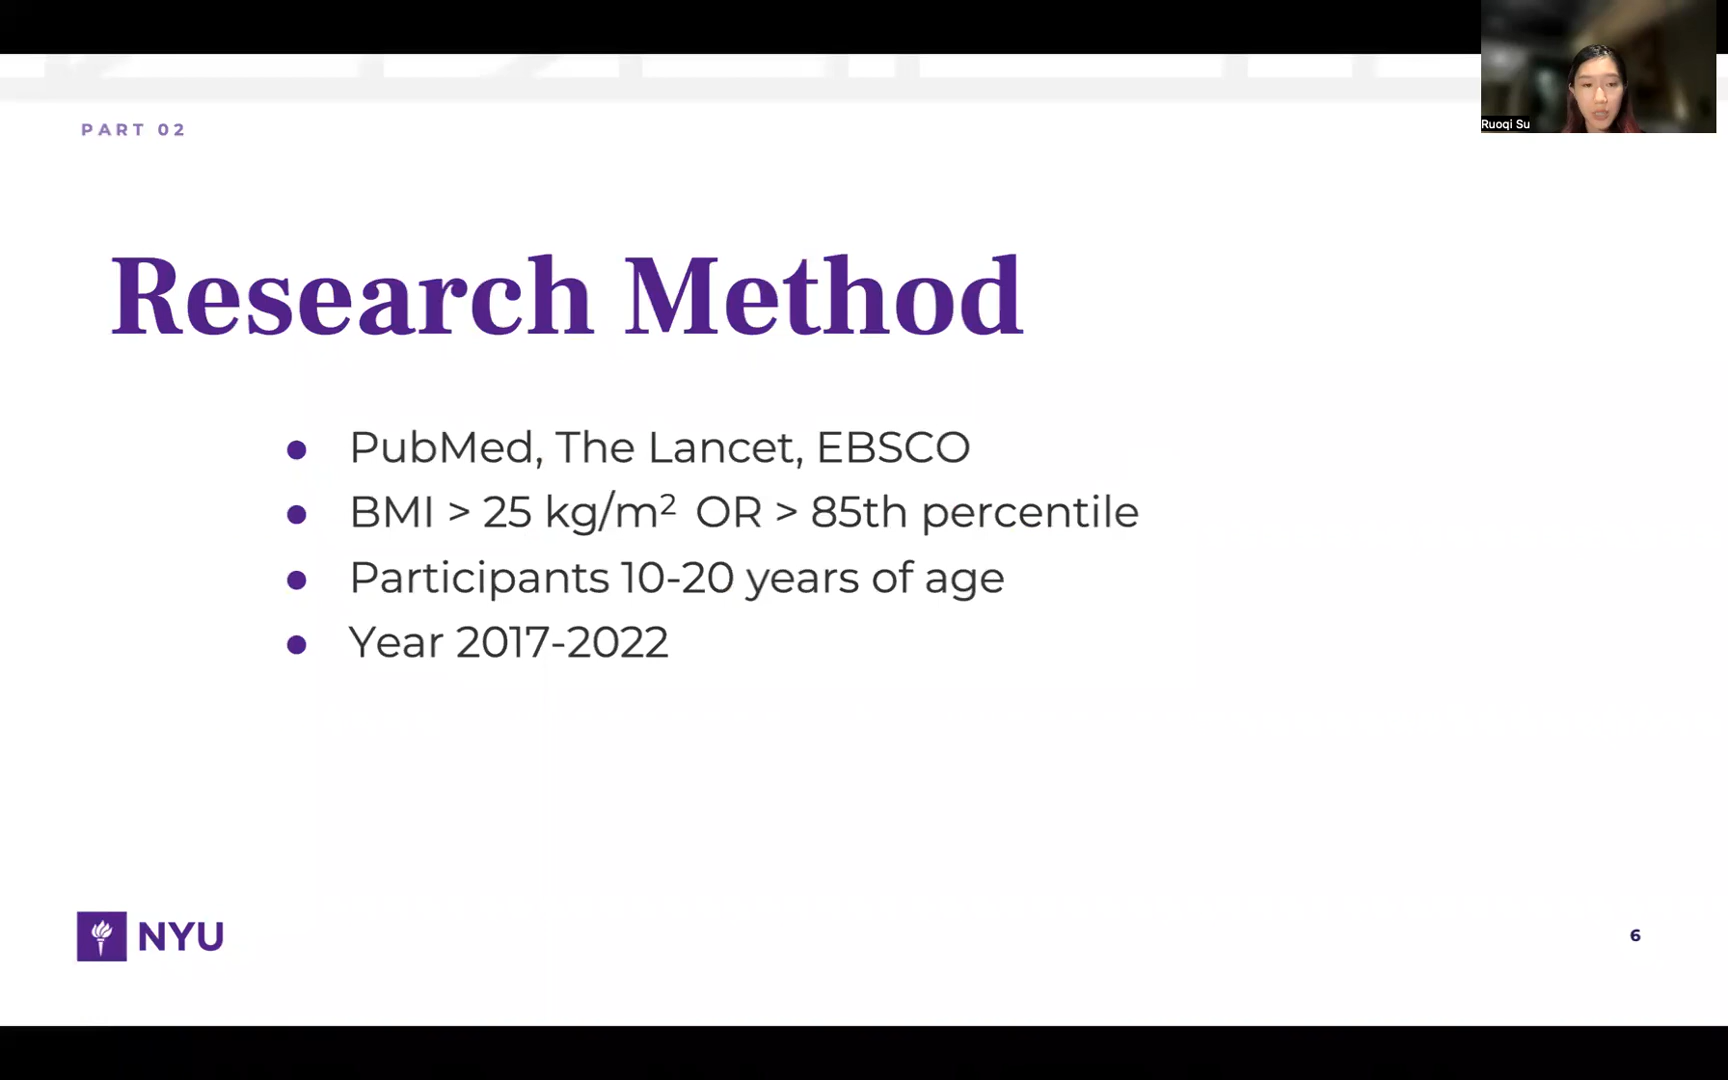 Ruoqi Su
PART 02
Research Method
● PubMed, The Lancet, EBSCO
● BMI > 25 kg/m² OR > 85th percentile
● Participants 10-20 years of age
● Year 2017-2022
NYU
6